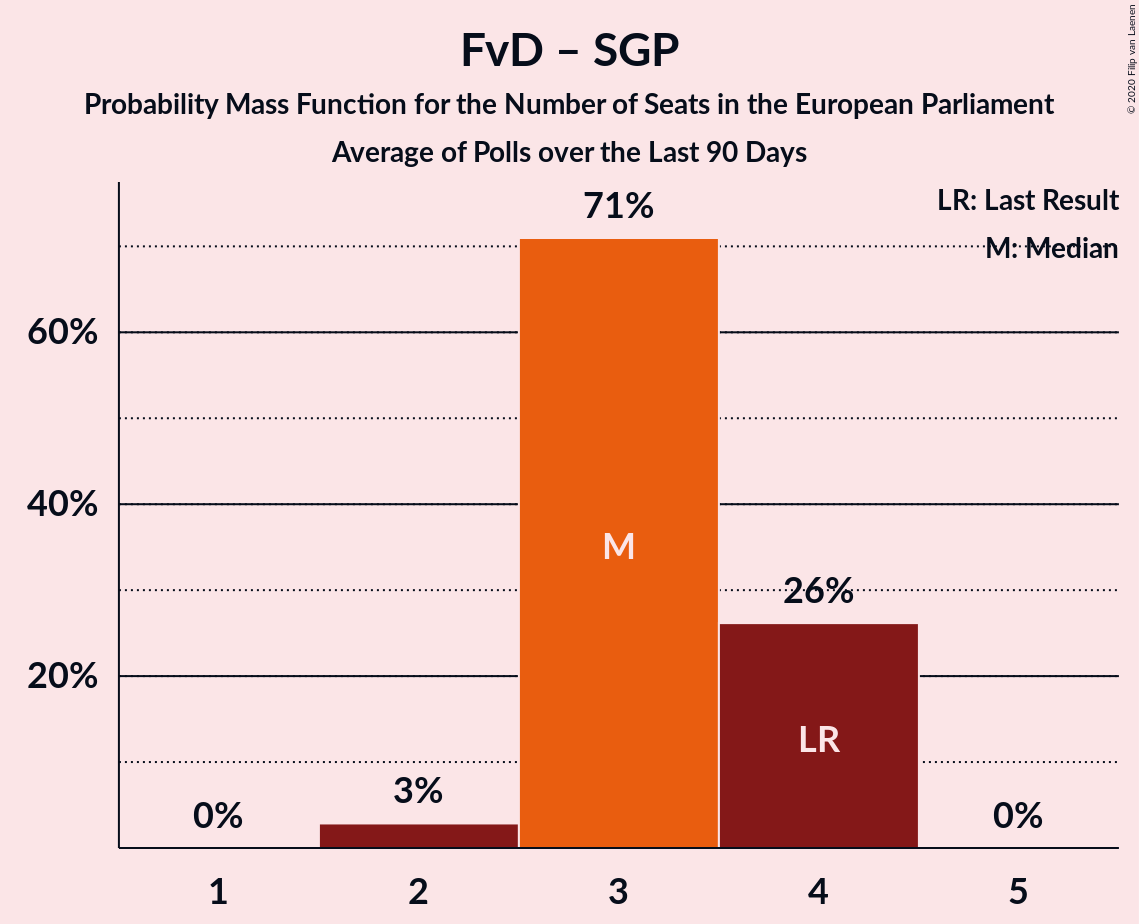 FvD – SGP
Probability Mass Function for the Number of Seats in the European Parliament
Average of Polls over the Last 90 Days
© 2020 Filip van Laenen
LR: Last Result
M: Median
71%
60%
40%
M
26%
20%
LR
3%
0%
0%
1
2
3
4
5